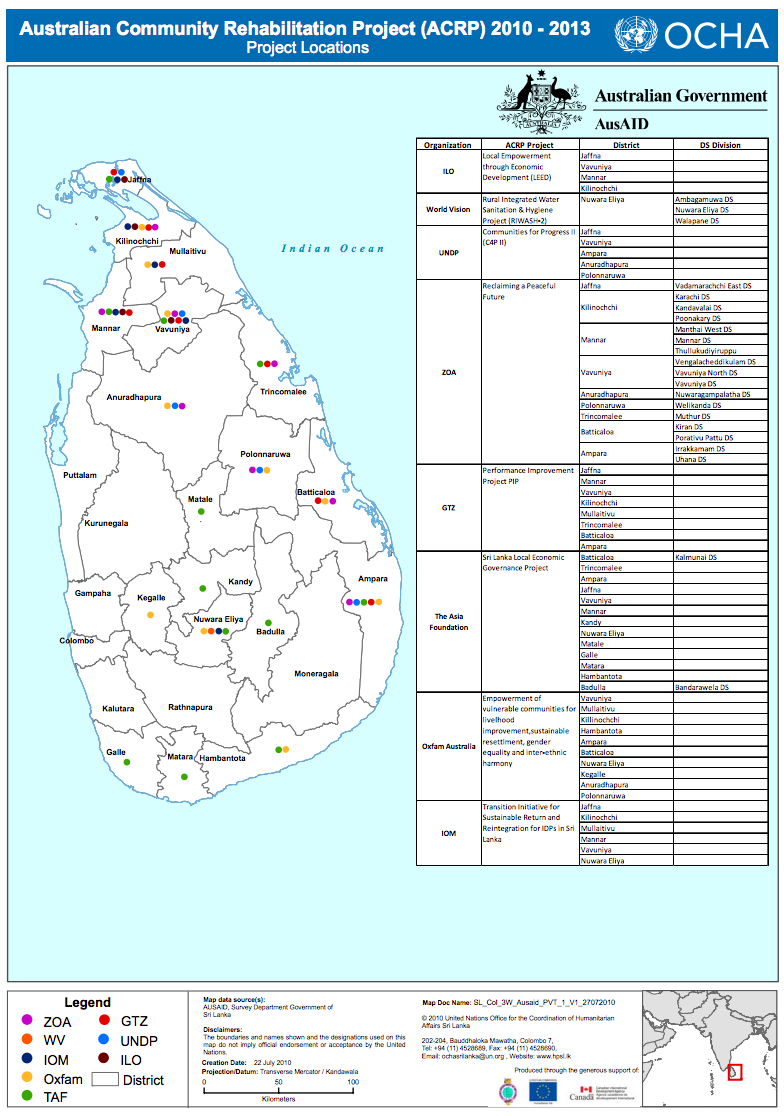 Australian Community Rehabilitation Project (ACRP) 2010 - 2013
Project Locations
OCHA
Australian Government
AusAID
Indian Ocean
Jaffna
Kilinochchi
Mullaitivu
Mannar
Vavuniya
Trincomalee
Anuradhapura
Polonnaruwa
Puttalam
Batticaloa
Matale
Kurunegala
Ampara
Kandy
Gampaha
Kegalle
Nuwara Eliya
Badulla
Colombo
Moneragala
Kalutara
Rathnapura
Galle
Matara
Hambantota
Organization ACRP Project District DS Division
ILO
Local Empowerment
through Economic
Development (LEED)
Jaffna
Vavuniya
Mannar
Kilinochchi
World Vision
Rural Integrated Water
Sanitation & Hygiene
Project (RIWASH•2)
Nuwara Eliya
Ambagamuwa DS
Nuwara Eliya DS
Walapane DS
UNDP
Communities for Progress II
(C4P II)
Jaffna
Vavuniya
Ampara
Anuradhapura
Polonnaruwa
ZOA
Reclaiming a Peaceful
Future
Jaffna Vadamarachchi East DS
Kilinochchi
Karachi DS
Kandavalai DS
Poonakary DS
Mannar
Manthai West DS
Mannar DS
Thullukudiyiruppu
Vavuniya
Vengalacheddikulam DS
Vavuniya North DS
Vavuniya DS
Anuradhapura Nuwaragampalatha DS
Polonnaruwa Welikanda DS
Trincomalee Muthur DS
Batticaloa
Kiran DS
Porativu Pattu DS
Ampara
Irrakkamam DS
Uhana DS
GTZ
Performance Improvement
Project PIP
Jaffna
Mannar
Vavuniya
Kilinochchi
Mullaitivu
Trincomalee
Batticaloa
Ampara
The Asia
Foundation
Sri Lanka Local Economic
Governance Project
Batticaloa Kalmunai DS
Trincomalee
Ampara
Jaffna
Vavuniya
Mannar
Kandy
Nuwara Eliya
Matale
Galle
Matara
Hambantota
Badulla Bandarawela DS
Oxfam Australia
Empowerment of
vulnerable communities for
livelhood
improvement,sustainable
resettlment, gender
equality and inter•ethnic
harmony
Vavuniya
Mullaitivu
Killinochchi
Hambantota
Ampara
Batticaloa
Nuwara Eliya
Kegalle
Anuradhapura
Polonnaruwa
IOM
Transition Initiative for
Sustainable Return and
Reintegration for IDPs in Sri
Lanka
Jaffna
Kilinochchi
Mullaitivu
Mannar
Vavuniya
Nuwara Eliya
Legend
ZOA GTZ
WV UNDP
IOM ILO
Oxfam District
TAF
Map data source(s):
AUSAID, Survey Department Government of
Sri Lanka
Disclaimers:
The boundaries and names shown and the designations used on this
map do not imply official endorsement or acceptance by the United
Nations.
Creation Date: 22 July 2010
Projection/Datum: Transverse Mercator / Kandawala
0 50 100
Kilometers
Map Doc Name: SL_Col_3W_Ausaid_PVT_1_V1_27072010
© 2010 United Nations Office for the Coordination of Humanitarian
Affairs Sri Lanka
202-204, Bauddhaloka Mawatha, Colombo 7,
Tel: +94 (11) 4528689, Fax: +94 (11) 4528690,
Email: ochasrilanka@un.org , Website: www.hpsl.lk
Produced through the generous support of:
Canada